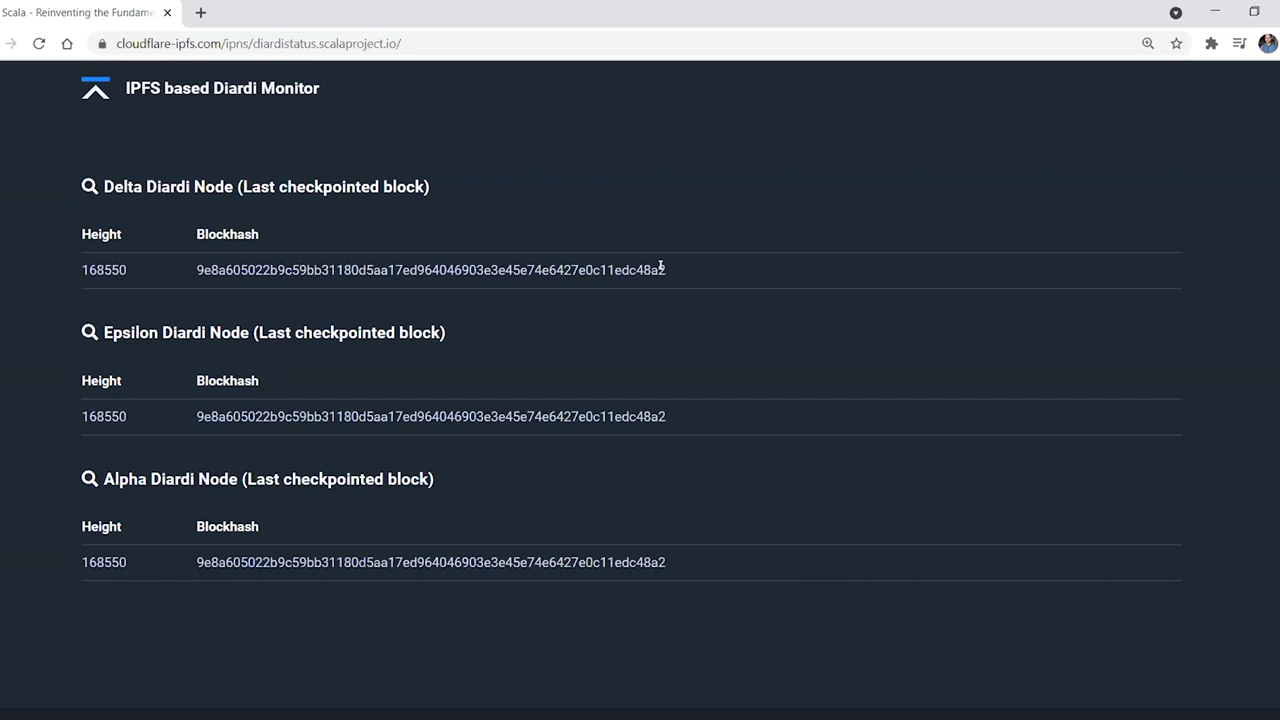 Scala - Reinventing the Fundame
cloudflare-ipfs.com/ipns/diardistatus.scalaproject.io/
IPFS based Diardi Monitor
Delta Diardi Node (Last checkpointed block)
Height Blockhash
168550 9e8a605022b9c59bb31180d5aa17ed964046903e3e45e74e6427e0c11edc48a2
Epsilon Diardi Node (Last checkpointed block)
Height Blockhash
168550 9e8a605022b9c59bb31180d5aa17ed964046903e3e45e74e6427e0c11edc48a2
Alpha Diardi Node (Last checkpointed block)
Height Blockhash
168550 9e8a605022b9c59bb31180d5aa17ed964046903e3e45e74e6427e0c11edc48a2